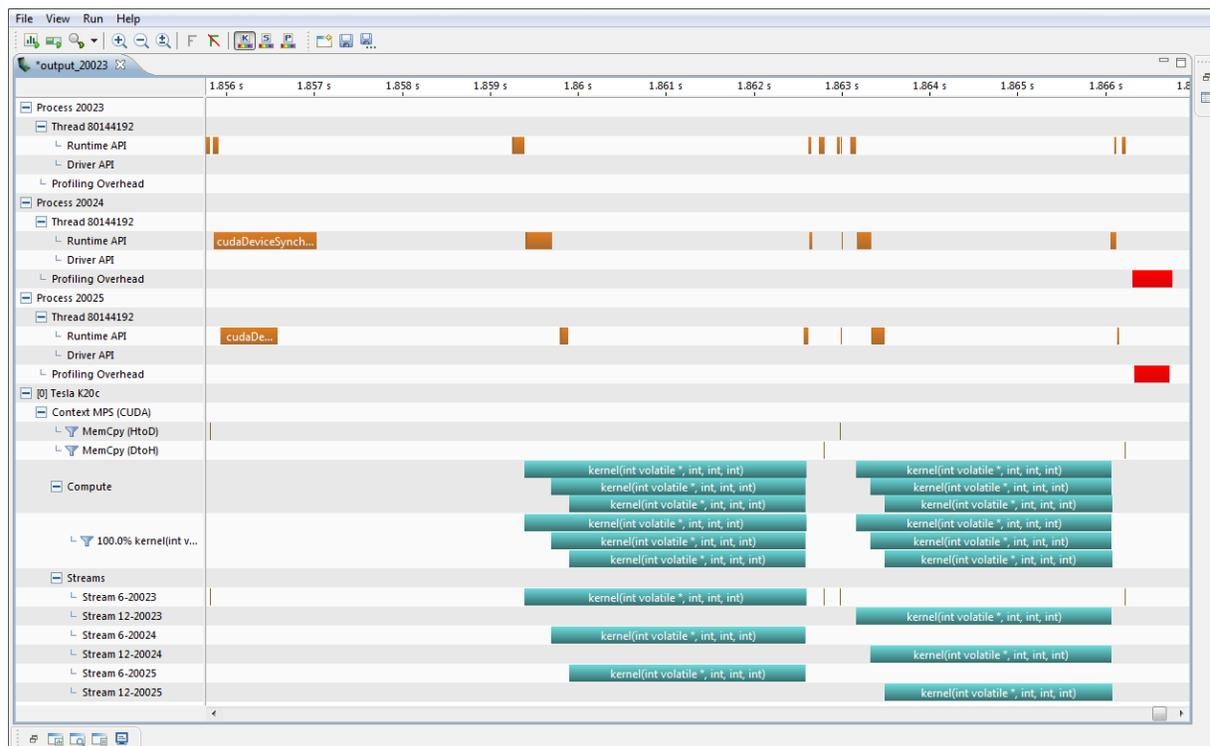 File View Run Help
*output_20023
1.856 s 1.857 s 1.858 s 1.859 s 1.86 s 1.861 s 1.862 s 1.863 s 1.864 s 1.865 s 1.866 s 1.8
Process 20023
Thread 80144192
Runtime API
Driver API
Profiling Overhead
Process 20024
Thread 80144192
Runtime API cudaDeviceSynch...
Driver API
Profiling Overhead
Process 20025
Thread 80144192
Runtime API cudaDe...
Driver API
Profiling Overhead
[0] Tesla K20c
Context MPS (CUDA)
MemCpy (HtoD)
MemCpy (DtoH)
kernel(int volatile *, int, int, int) kernel(int volatile *, int, int, int)
Compute kernel(int volatile *, int, int, int) kernel(int volatile *, int, int, int)
kernel(int volatile *, int, int, int) kernel(int volatile *, int, int, int)
kernel(int volatile *, int, int, int) kernel(int volatile *, int, int, int)
100.0% kernel(int v... kernel(int volatile *, int, int, int) kernel(int volatile *, int, int, int)
kernel(int volatile *, int, int, int) kernel(int volatile *, int, int, int)
Streams
Stream 6-20023 kernel(int volatile *, int, int, int)
Stream 12-20023 kernel(int volatile *, int, int, int)
Stream 6-20024 kernel(int volatile *, int, int, int)
Stream 12-20024 kernel(int volatile *, int, int, int)
Stream 6-20025 kernel(int volatile *, int, int, int)
Stream 12-20025 kernel(int volatile *, int, int, int)